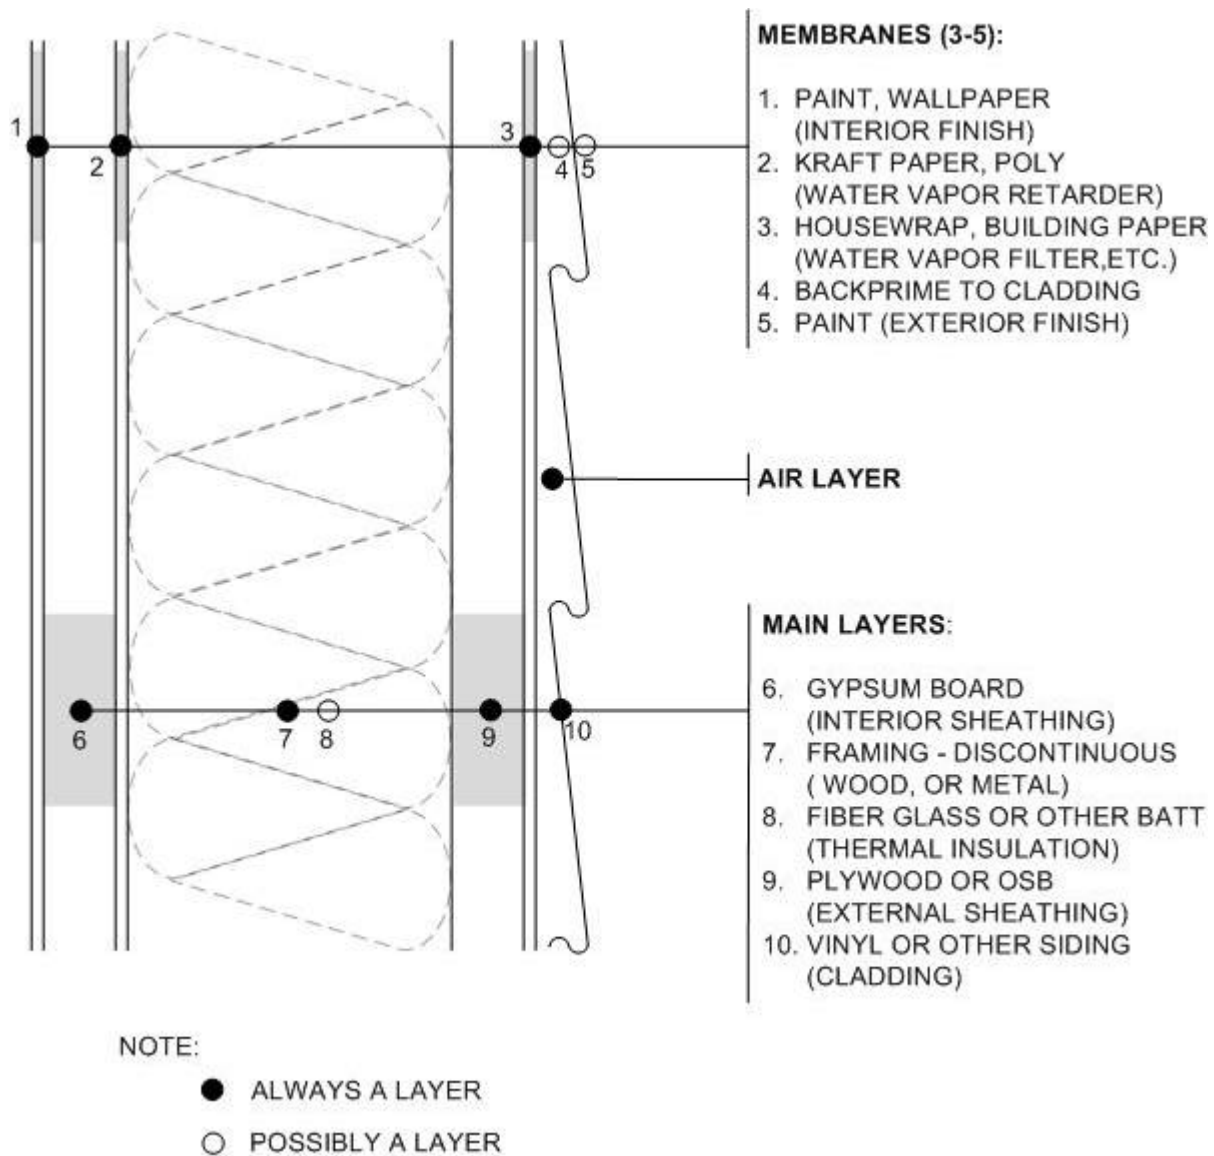 MEMBRANES (3-5):
1. PAINT, WALLPAPER
(INTERIOR FINISH)
2. KRAFT PAPER, POLY
(WATER VAPOR RETARDER)
3. HOUSEWRAP, BUILDING PAPER
(WATER VAPOR FILTER,ETC.)
4. BACKPRIME TO CLADDING
5. PAINT (EXTERIOR FINISH)
1
2
3
4
5
AIR LAYER
MAIN LAYERS:
6. GYPSUM BOARD
(INTERIOR SHEATHING)
7. FRAMING - DISCONTINUOUS
( WOOD, OR METAL)
8. FIBER GLASS OR OTHER BATT
(THERMAL INSULATION)
9. PLYWOOD OR OSB
(EXTERNAL SHEATHING)
10. VINYL OR OTHER SIDING
(CLADDING)
6
7
8
9
10
NOTE:
ALWAYS A LAYER
POSSIBLY A LAYER